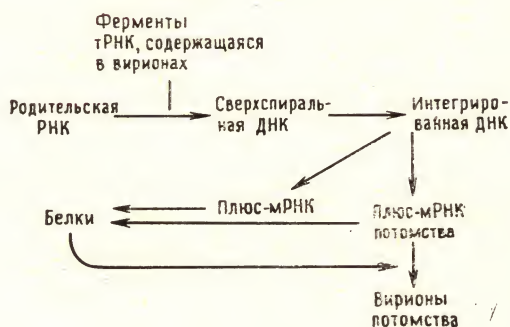 Ферменты
тРНК, содержащаяся
в вирионах
Родительская
РНК
Сверхспираль-
ная ДНК
Интегриро-
ванная ДНК
Белки
Плюс-мРНК
Плюс-мРНК
потомства
Вирионы
потомства